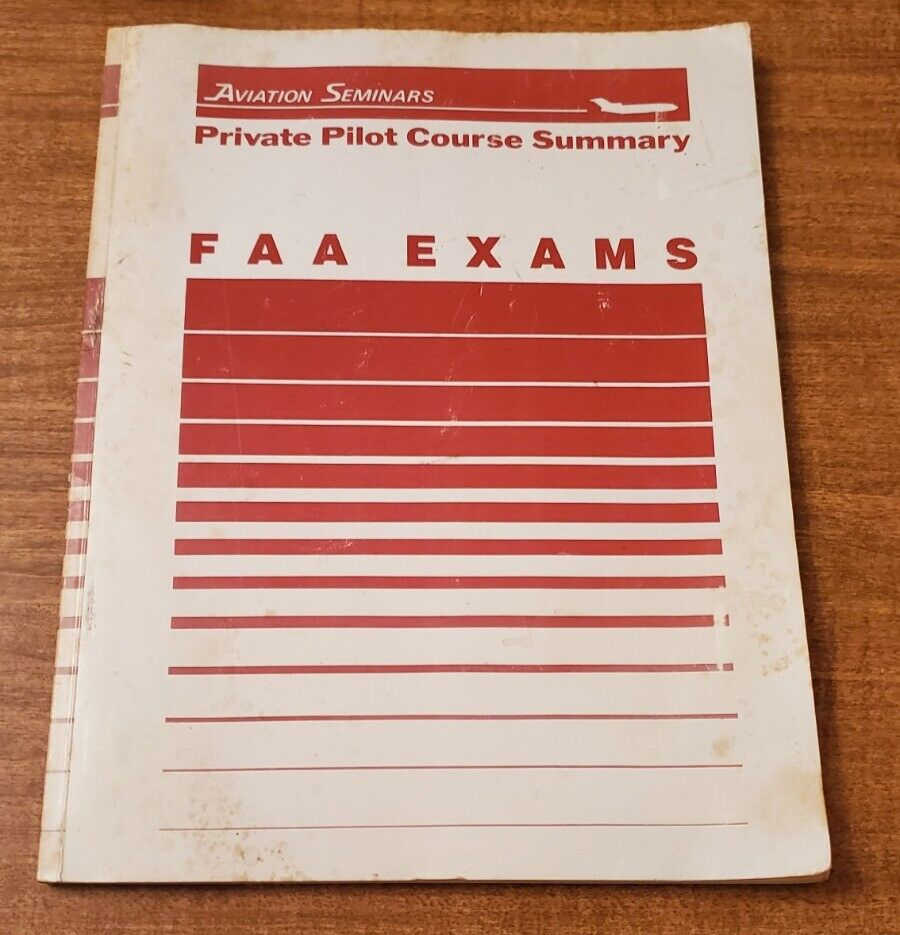 AVIATION SEMINARS
Private Pilot Course Summary
FAA EXAMS